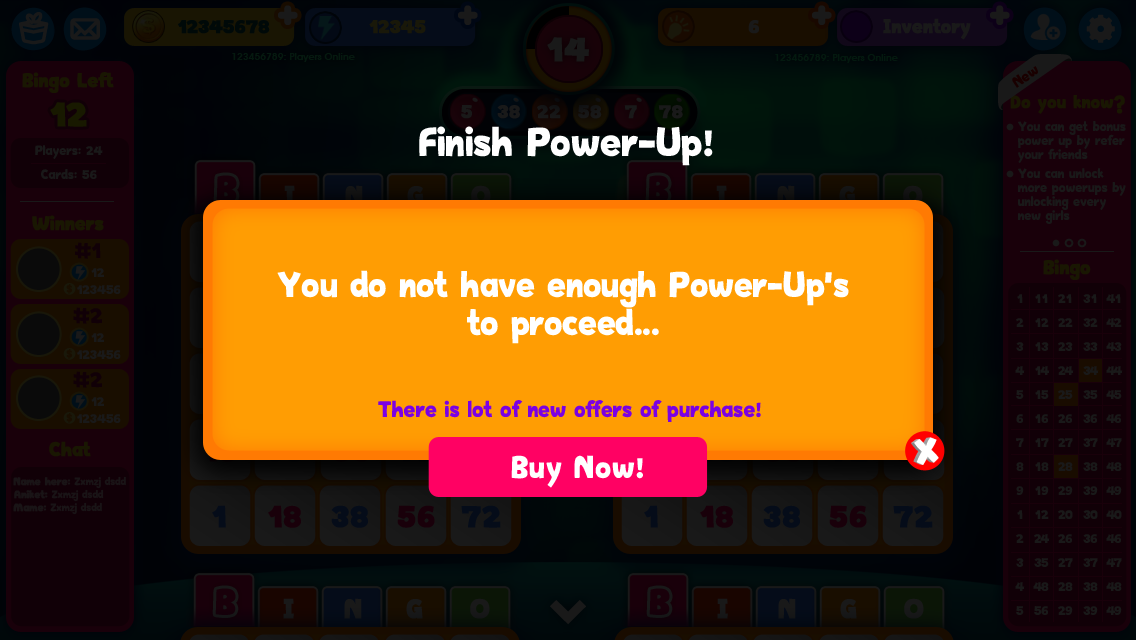 12345678
12345
14
6
Inventory
123456789: Players Online
123456789: Players Online
5 38 22 58 7 78
Finish Power-Up!
Bingo Left
12
Players: 24
Cards: 56
Winners
#1
12
123456
#2
12
123456
#2
12
123456
Chat
Name here: Zxmzj dsdd
Aniket: Zxmzj dsdd
Mame: Zxmzj dsdd
B I N G O
B I N G O
You do not have enough Power-Up's
to proceed...
There is lot of new offers of purchase!
Buy Now!
X
1 18 38 56 72
1 18 38 56 72
B I N G O
B I N G O
New
Do you know?
You can get bonus
power up by refer
your friends
You can unlock
more powerups by
unlocking every
new girls
Bingo
1 11 21 31 41
2 12 22 32 42
3 13 23 33 43
4 14 24 34 44
5 15 25 35 45
6 16 26 36 46
7 17 27 37 47
8 18 28 38 48
9 19 29 39 49
1 12 20 30 40
2 24 26 36 46
3 35 27 37 47
4 48 28 38 48
5 56 29 39 49